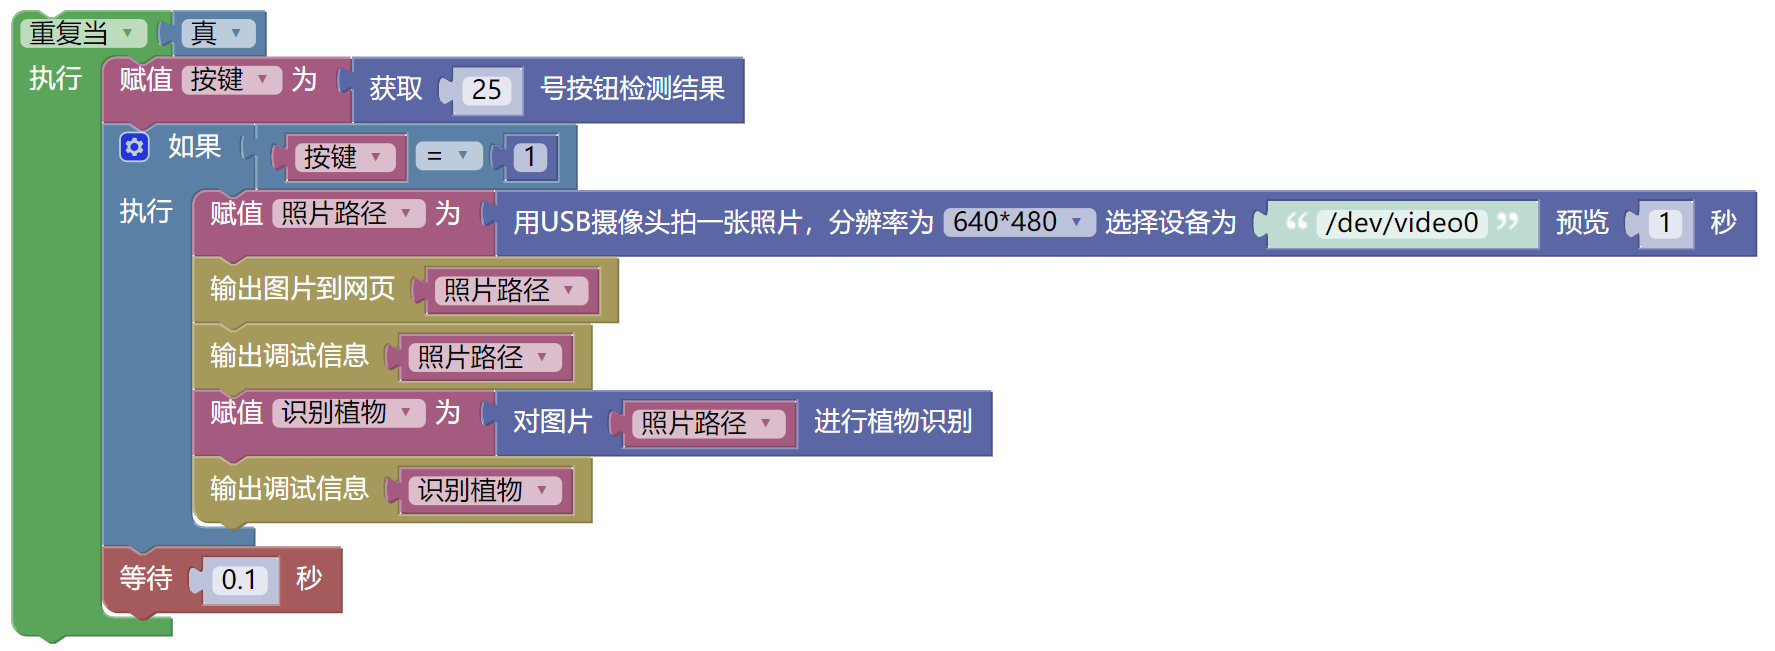 重复当 真
执行 赋值 按键 为 获取 25 号按钮检测结果
如果 按键 = 1
执行 赋值 照片路径 为 用USB摄像头拍一张照片，分辨率为 640*480 选择设备为 “ /dev/video0 ” 预览 1 秒
输出图片到网页 照片路径
输出调试信息 照片路径
赋值 识别植物 为 对图片 照片路径 进行植物识别
输出调试信息 识别植物
等待 0.1 秒